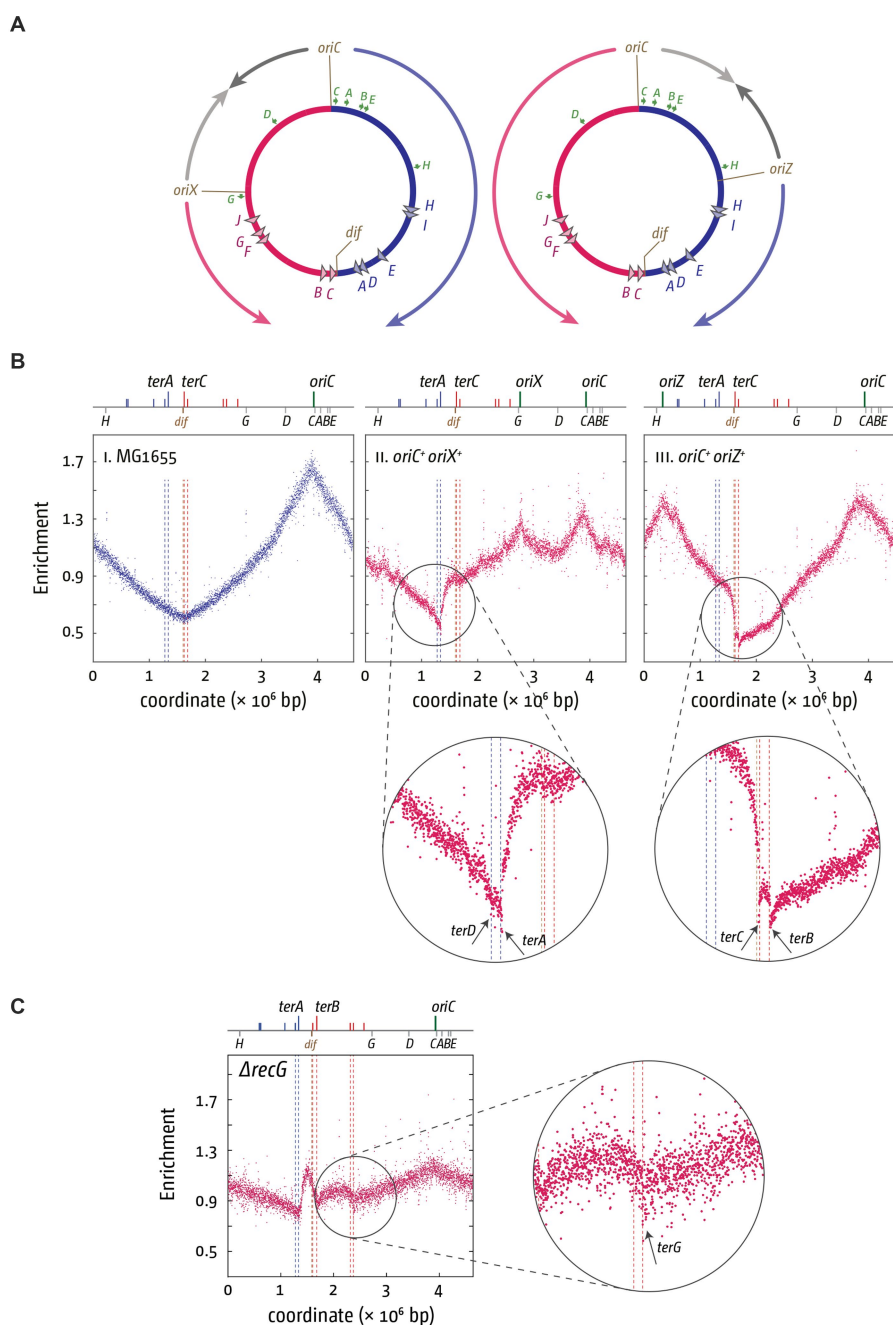 A
oriC
C A B E
D
H
oriX
G
H
I
J
G
F
dif
E
B C A D
oriC
C A B E
D
H
oriZ
G
H
I
J
G
F
dif
E
B C A D
B
terA terC oriC
H dif G D CABE
I. MG1655
terA terC oriX oriC
H dif G D CABE
II. oriC+ oriX+
oriZ terA terC oriC
H dif G D CABE
III. oriC+ oriZ+
Enrichment
1.7
1.3
0.9
0.5
0 1 2 3 4
coordinate (× 10⁶ bp)
0 1 2 3 4
coordinate (× 10⁶ bp)
0 1 2 3 4
coordinate (× 10⁶ bp)
terD
terA
terC
terB
C
terA terB oriC
H dif G D CABE
ΔrecG
Enrichment
1.7
1.3
0.9
0.5
0 1 2 3 4
coordinate (× 10⁶ bp)
terG